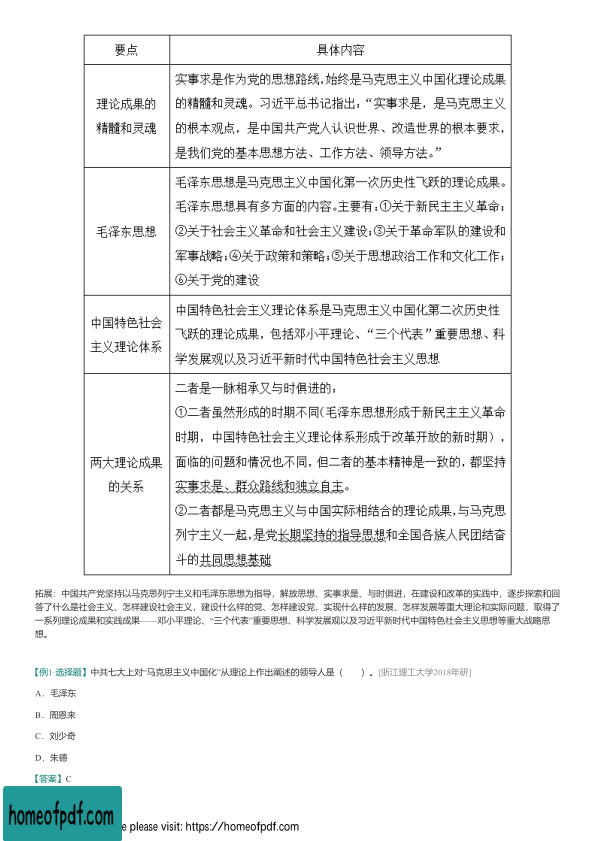 要点 具体内容
理论成果的
精髓和灵魂
实事求是作为党的思想路线,始终是马克思主义中国化理论成果
的精髓和灵魂。习近平总书记指出:“实事求是，是马克思主义
的根本观点，是中国共产党人认识世界、改造世界的根本要求,
是我们党的基本思想方法、工作方法、领导方法。”
毛泽东思想
毛泽东思想是马克思主义中国化第一次历史性飞跃的理论成果。
毛泽东思想具有多方面的内容。主要有:①关于新民主主义革命;
②关于社会主义革命和社会主义建设;③关于革命军队的建设和
军事战略;④关于政策和策略;⑤关于思想政治工作和文化工作;
⑥关于党的建设
中国特色社会
主义理论体系
中国特色社会主义理论体系是马克思主义中国化第二次历史性
飞跃的理论成果，包括邓小平理论、“三个代表”重要思想、科
学发展观以及习近平新时代中国特色社会主义思想
两大理论成果
的关系
二者是一脉相承又与时俱进的:
①二者虽然形成的时期不同(毛泽东思想形成于新民主主义革命
时期，中国特色社会主义理论体系形成于改革开放的新时期)，
面临的问题和情况也不同，但二者的基本精神是一致的，都坚持
实事求是、群众路线和独立自主。
②二者都是马克思主义与中国实际相结合的理论成果,与马克思
列宁主义一起,是党长期坚持的指导思想和全国各族人民团结奋
斗的共同思想基础
拓展：中国共产党坚持以马克思列宁主义和毛泽东思想为指导，解放思想、实事求是、与时俱进，在建设和改革的实践中，逐步探索和回
答了什么是社会主义、怎样建设社会主义，建设什么样的党、怎样建设党，实现什么样的发展、怎样发展等重大理论和实际问题，取得了
一系列理论成果和实践成果——邓小平理论、“三个代表”重要思想、科学发展观以及习近平新时代中国特色社会主义思想等重大战略思
想。
【例1·选择题】中共七大上对“马克思主义中国化”从理论上作出阐述的领导人是（　　）。[浙江理工大学2018年研]
A．毛泽东
B．周恩来
C．刘少奇
D．朱德
【答案】C
homeofpdf.com
e please visit: https://homeofpdf.com